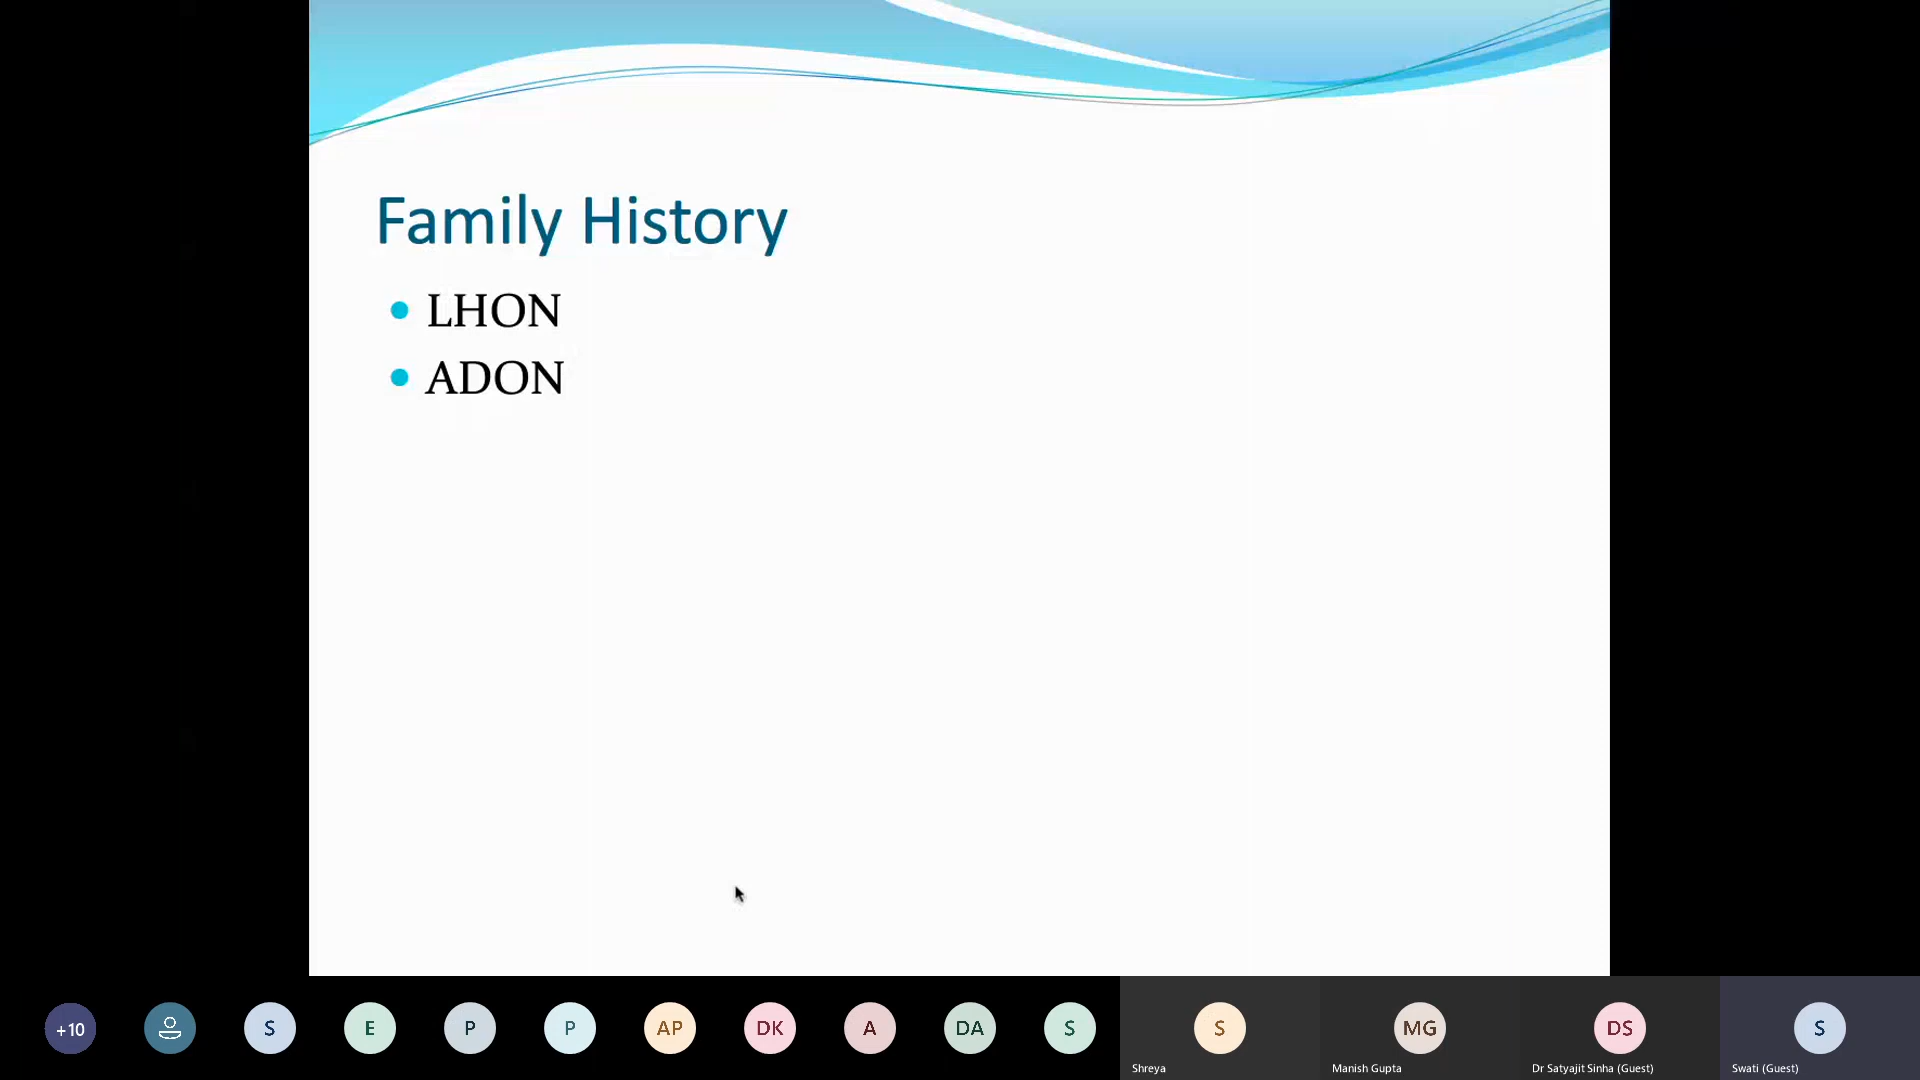 Family History
LHON
ADON
+10
S
E
P
P
AP
DK
A
DA
S
S
MG
DS
S
Shreya
Manish Gupta
Dr Satyajit Sinha (Guest)
Swati (Guest)